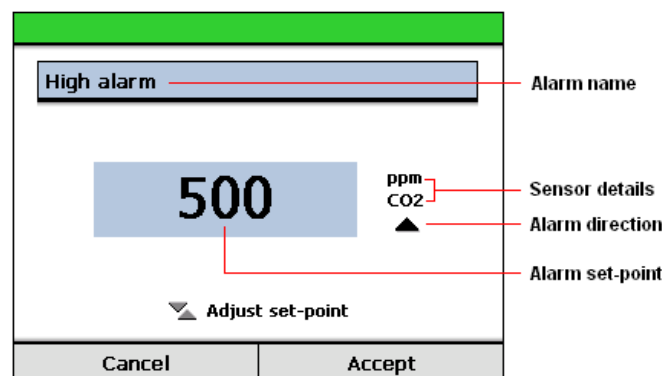 High alarm
Alarm name
500
ppm
CO2
Sensor details
Alarm direction
Alarm set-point
Adjust set-point
Cancel
Accept